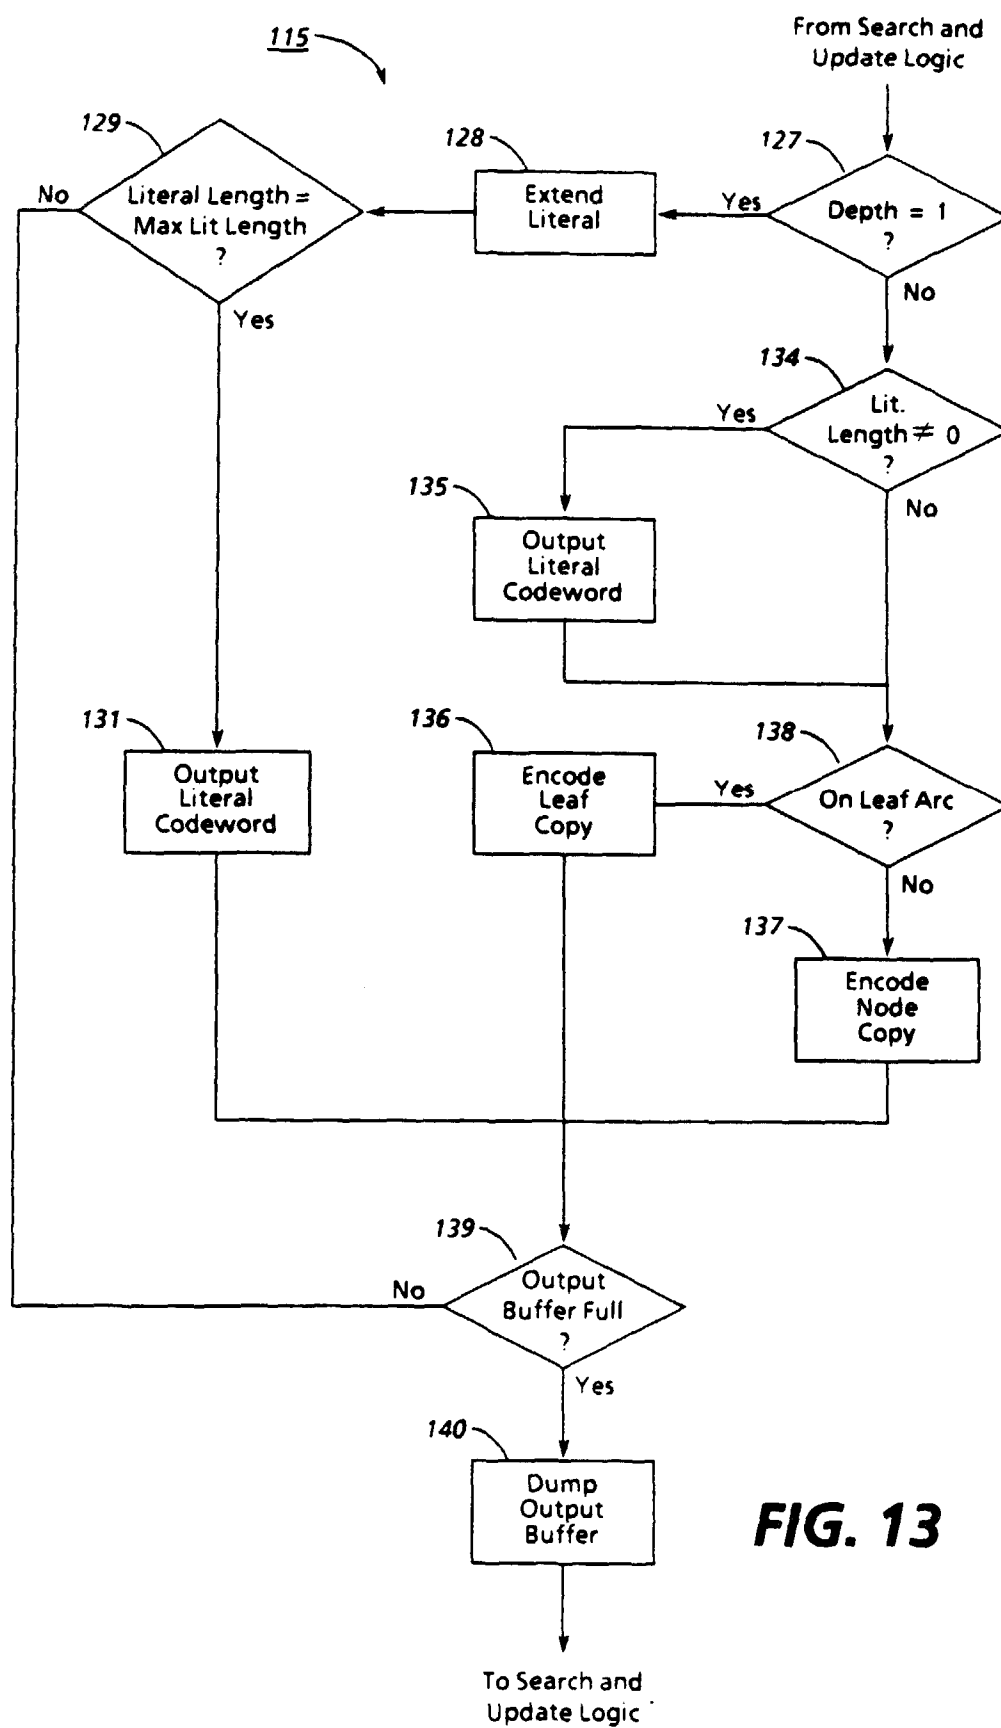 115
From Search and
Update Logic
129
No
Literal Length =
Max Lit Length
?
Yes
128
Extend
Literal
127
Yes
Depth = 1
?
No
134
Yes
Lit.
Length ≠ 0
?
No
135
Output
Literal
Codeword
131
Output
Literal
Codeword
136
Encode
Leaf
Copy
138
Yes
On Leaf Arc
?
No
137
Encode
Node
Copy
139
No
Output
Buffer Full
?
Yes
140
Dump
Output
Buffer
FIG. 13
To Search and
Update Logic